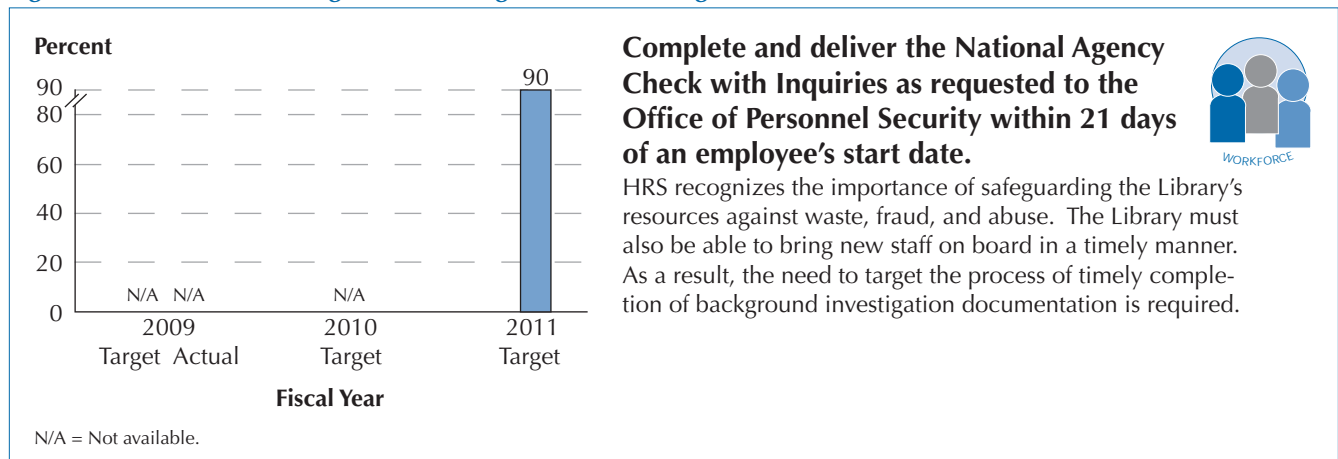 Percent
90
90
80
60
40
20
0
N/A N/A
N/A
2009
2010
2011
Target Actual
Target
Target
Fiscal Year
N/A = Not available.
Complete and deliver the National Agency
Check with Inquiries as requested to the
Office of Personnel Security within 21 days
of an employee’s start date.
WORKFORCE
HRS recognizes the importance of safeguarding the Library’s
resources against waste, fraud, and abuse. The Library must
also be able to bring new staff on board in a timely manner.
As a result, the need to target the process of timely comple-
tion of background investigation documentation is required.